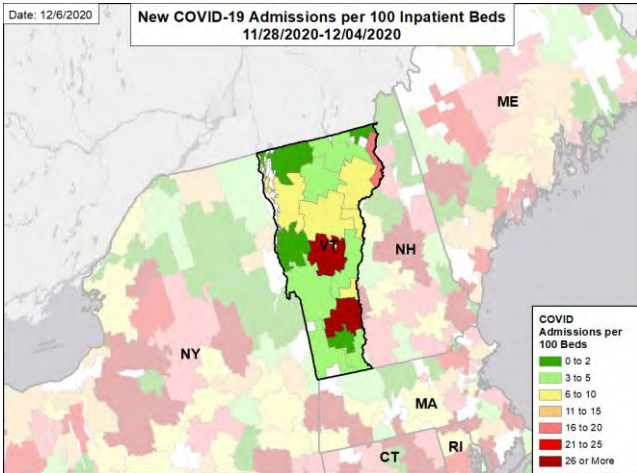 Date: 12/6/2020
New COVID-19 Admissions per 100 Inpatient Beds
11/28/2020-12/04/2020
ME
VT
NH
NY
MA
CT
RI
COVID
Admissions per
100 Beds
0 to 2
3 to 5
6 to 10
11 to 15
16 to 20
21 to 25
26 or More